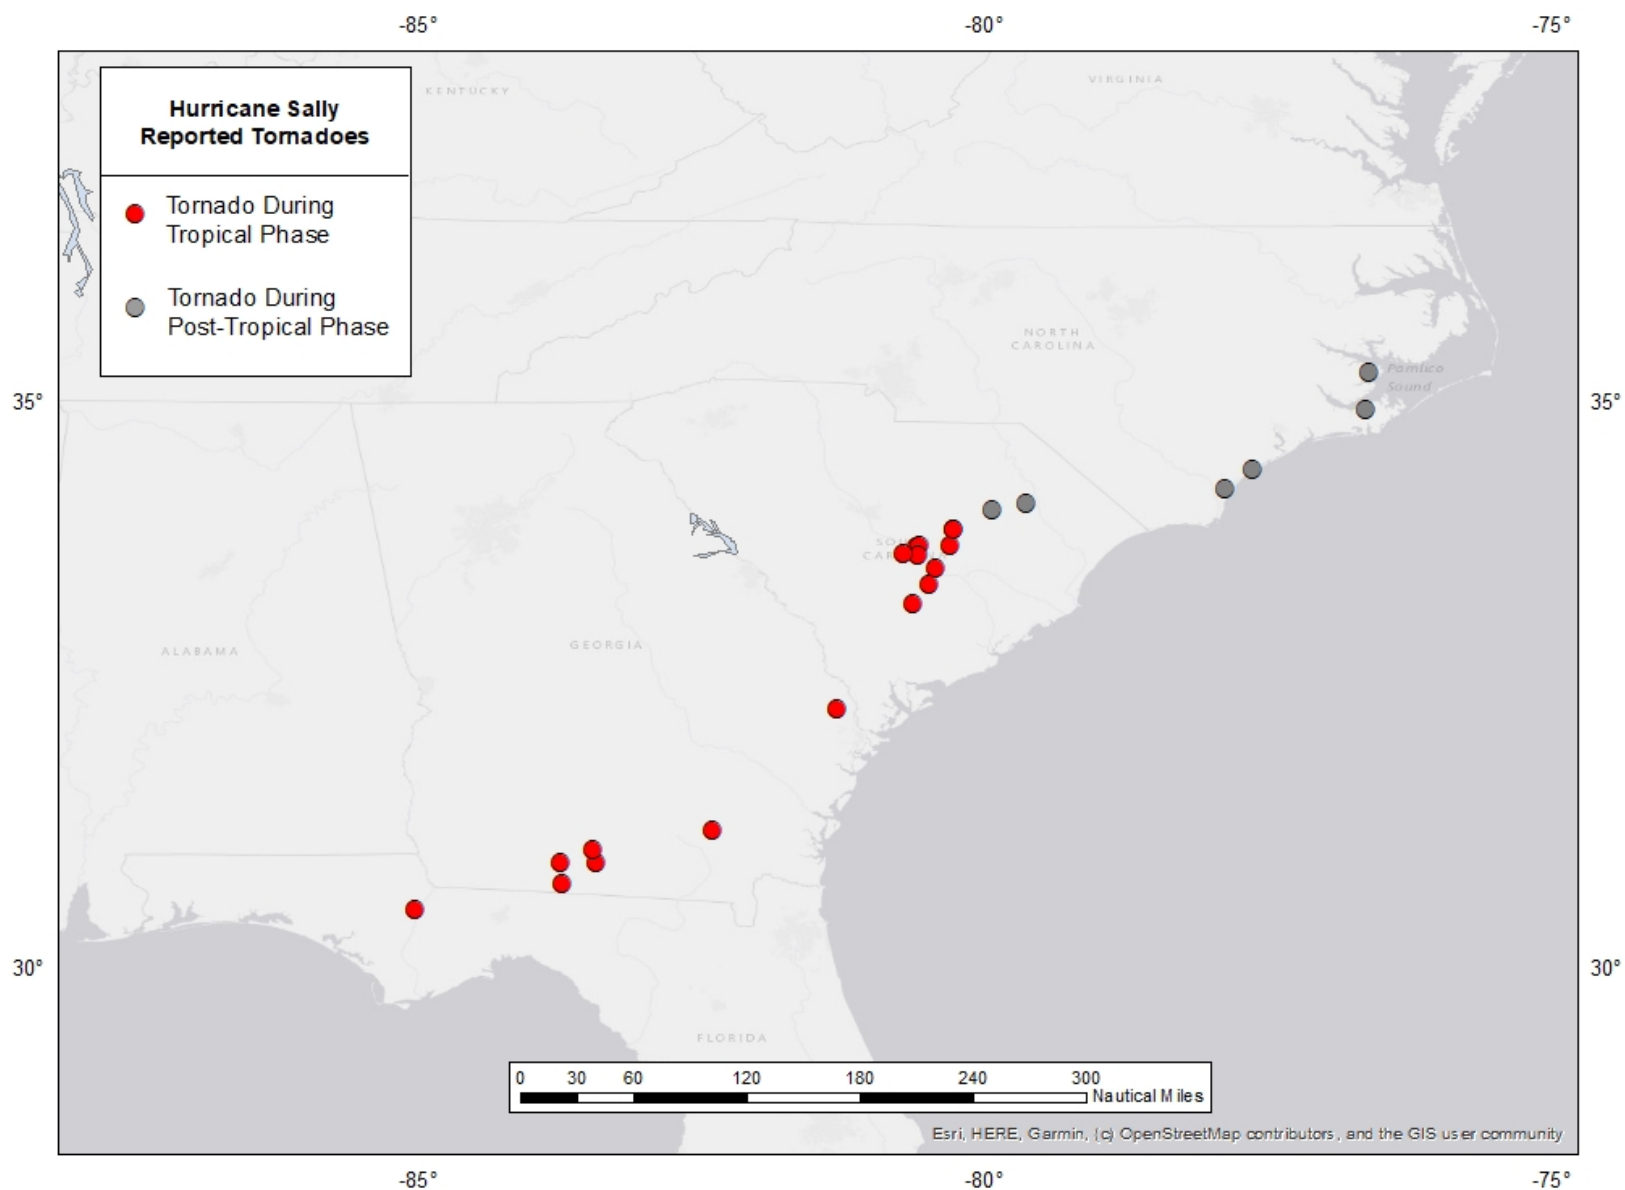 -85° -80° -75°
Hurricane Sally
Reported Tornadoes
Tornado During
Tropical Phase
Tornado During
Post-Tropical Phase
KENTUCKY
VIRGINIA
NORTH
CAROLINA
Pamlico
Sound
35° 35°
ALABAMA
GEORGIA
30° 30°
FLORIDA
0 30 60 120 180 240 300
Nautical Miles
Esri, HERE, Garmin, (c) OpenStreetMap contributors, and the GIS user community
-85° -80° -75°